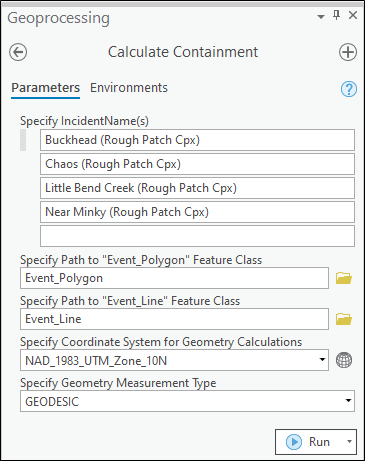 Geoprocessing
Calculate Containment
Parameters Environments
Specify IncidentName(s)
Buckhead (Rough Patch Cpx)
Chaos (Rough Patch Cpx)
Little Bend Creek (Rough Patch Cpx)
Near Minky (Rough Patch Cpx)
Specify Path to "Event_Polygon" Feature Class
Event_Polygon
Specify Path to "Event_Line" Feature Class
Event_Line
Specify Coordinate System for Geometry Calculations
NAD_1983_UTM_Zone_10N
Specify Geometry Measurement Type
GEODESIC
Run